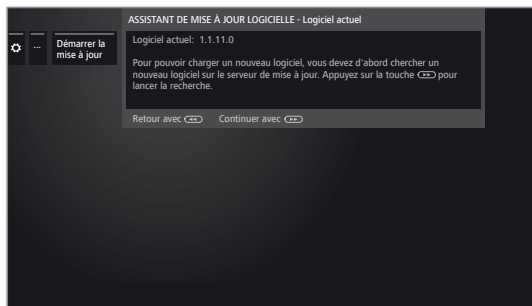 ASSISTANT DE MISE À JOUR LOGICIELLE - Logiciel actuel
... Démarrer la
mise à jour
Logiciel actuel: 1.1.11.0
Pour pouvoir charger un nouveau logiciel, vous devez d'abord chercher un
nouveau logiciel sur le serveur de mise à jour. Appuyez sur la touche pour
lancer la recherche.
Retour avec Continuer avec